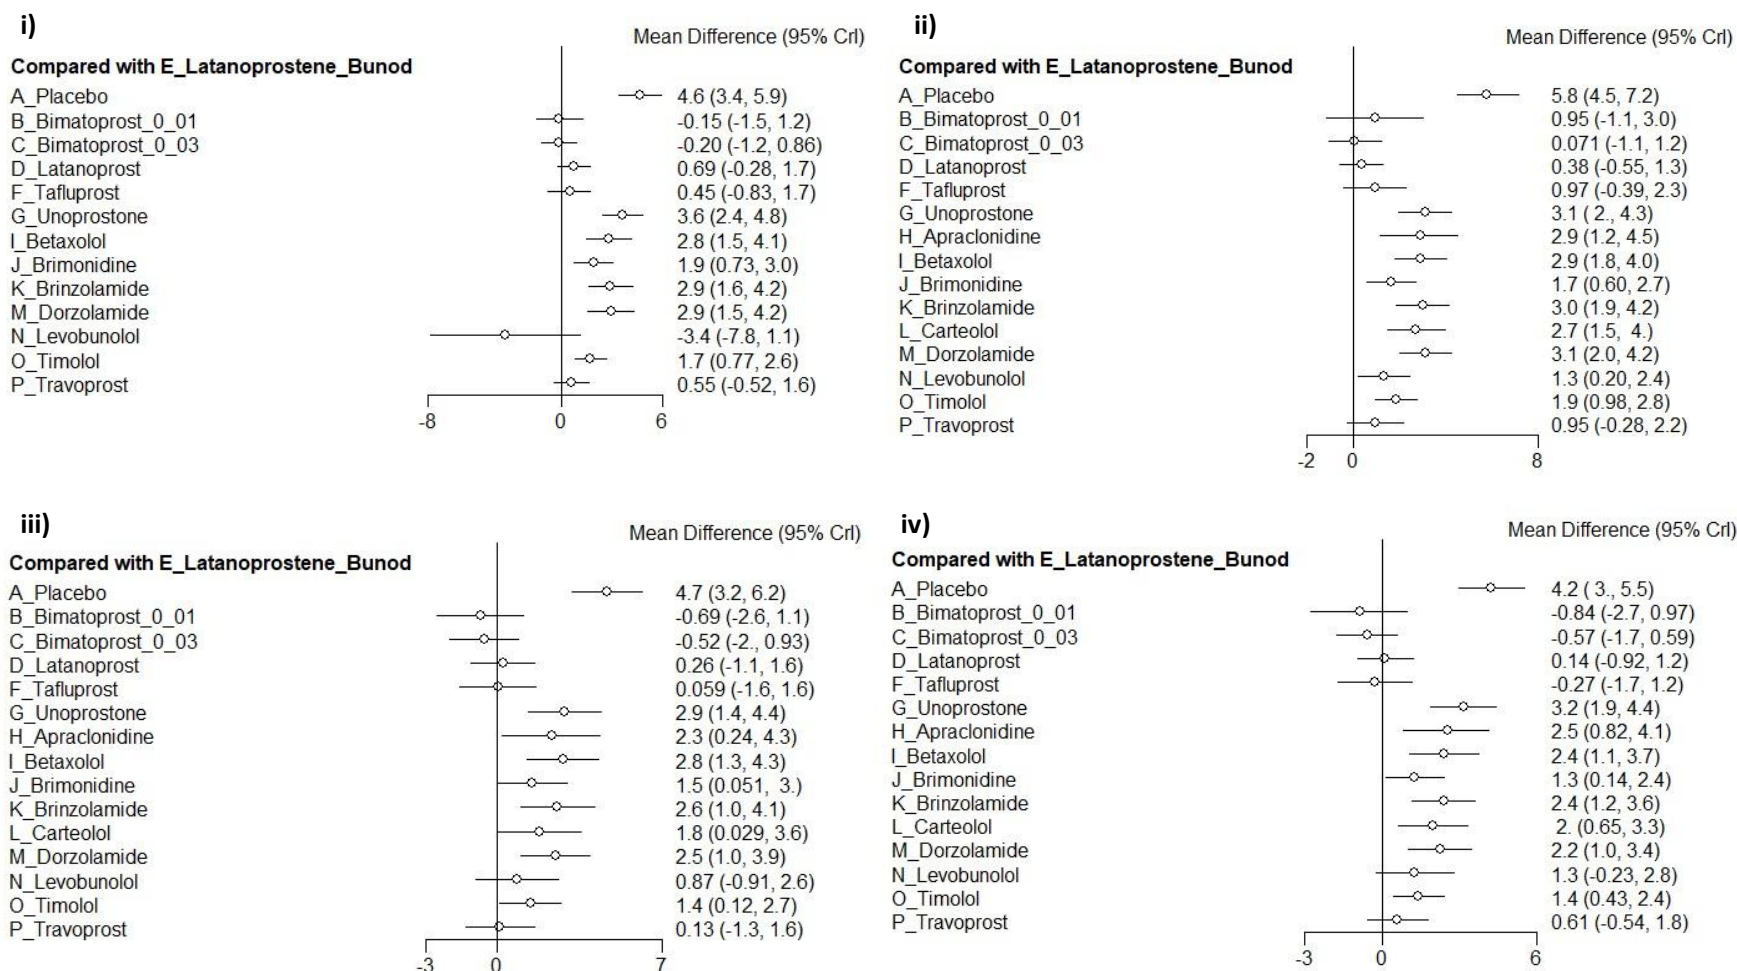 i)
Mean Difference (95% CrI)
Compared with E_Latanoprostene_Bunod
A_Placebo 4.6 (3.4, 5.9)
B_Bimatoprost_0_01 -0.15 (-1.5, 1.2)
C_Bimatoprost_0_03 -0.20 (-1.2, 0.86)
D_Latanoprost 0.69 (-0.28, 1.7)
F_Tafluprost 0.45 (-0.83, 1.7)
G_Unoprostone 3.6 (2.4, 4.8)
I_Betaxolol 2.8 (1.5, 4.1)
J_Brimonidine 1.9 (0.73, 3.0)
K_Brinzolamide 2.9 (1.6, 4.2)
M_Dorzolamide 2.9 (1.5, 4.2)
N_Levobunolol -3.4 (-7.8, 1.1)
O_Timolol 1.7 (0.77, 2.6)
P_Travoprost 0.55 (-0.52, 1.6)
-8 0 6
ii)
Mean Difference (95% CrI)
Compared with E_Latanoprostene_Bunod
A_Placebo 5.8 (4.5, 7.2)
B_Bimatoprost_0_01 0.95 (-1.1, 3.0)
C_Bimatoprost_0_03 0.071 (-1.1, 1.2)
D_Latanoprost 0.38 (-0.55, 1.3)
F_Tafluprost 0.97 (-0.39, 2.3)
G_Unoprostone 3.1 (2., 4.3)
H_Apraclonidine 2.9 (1.2, 4.5)
I_Betaxolol 2.9 (1.8, 4.0)
J_Brimonidine 1.7 (0.60, 2.7)
K_Brinzolamide 3.0 (1.9, 4.2)
L_Carteolol 2.7 (1.5, 4.)
M_Dorzolamide 3.1 (2.0, 4.2)
N_Levobunolol 1.3 (0.20, 2.4)
O_Timolol 1.9 (0.98, 2.8)
P_Travoprost 0.95 (-0.28, 2.2)
-2 0 8
iii)
Mean Difference (95% CrI)
Compared with E_Latanoprostene_Bunod
A_Placebo 4.7 (3.2, 6.2)
B_Bimatoprost_0_01 -0.69 (-2.6, 1.1)
C_Bimatoprost_0_03 -0.52 (-2., 0.93)
D_Latanoprost 0.26 (-1.1, 1.6)
F_Tafluprost 0.059 (-1.6, 1.6)
G_Unoprostone 2.9 (1.4, 4.4)
H_Apraclonidine 2.3 (0.24, 4.3)
I_Betaxolol 2.8 (1.3, 4.3)
J_Brimonidine 1.5 (0.051, 3.)
K_Brinzolamide 2.6 (1.0, 4.1)
L_Carteolol 1.8 (0.029, 3.6)
M_Dorzolamide 2.5 (1.0, 3.9)
N_Levobunolol 0.87 (-0.91, 2.6)
O_Timolol 1.4 (0.12, 2.7)
P_Travoprost 0.13 (-1.3, 1.6)
-3 0 7
iv)
Mean Difference (95% CrI)
Compared with E_Latanoprostene_Bunod
A_Placebo 4.2 ( 3., 5.5)
B_Bimatoprost_0_01 -0.84 (-2.7, 0.97)
C_Bimatoprost_0_03 -0.57 (-1.7, 0.59)
D_Latanoprost 0.14 (-0.92, 1.2)
F_Tafluprost -0.27 (-1.7, 1.2)
G_Unoprostone 3.2 (1.9, 4.4)
H_Apraclonidine 2.5 (0.82, 4.1)
I_Betaxolol 2.4 (1.1, 3.7)
J_Brimonidine 1.3 (0.14, 2.4)
K_Brinzolamide 2.4 (1.2, 3.6)
L_Carteolol 2. (0.65, 3.3)
M_Dorzolamide 2.2 (1.0, 3.4)
N_Levobunolol 1.3 (-0.23, 2.8)
O_Timolol 1.4 (0.43, 2.4)
P_Travoprost 0.61 (-0.54, 1.8)
-3 0 6